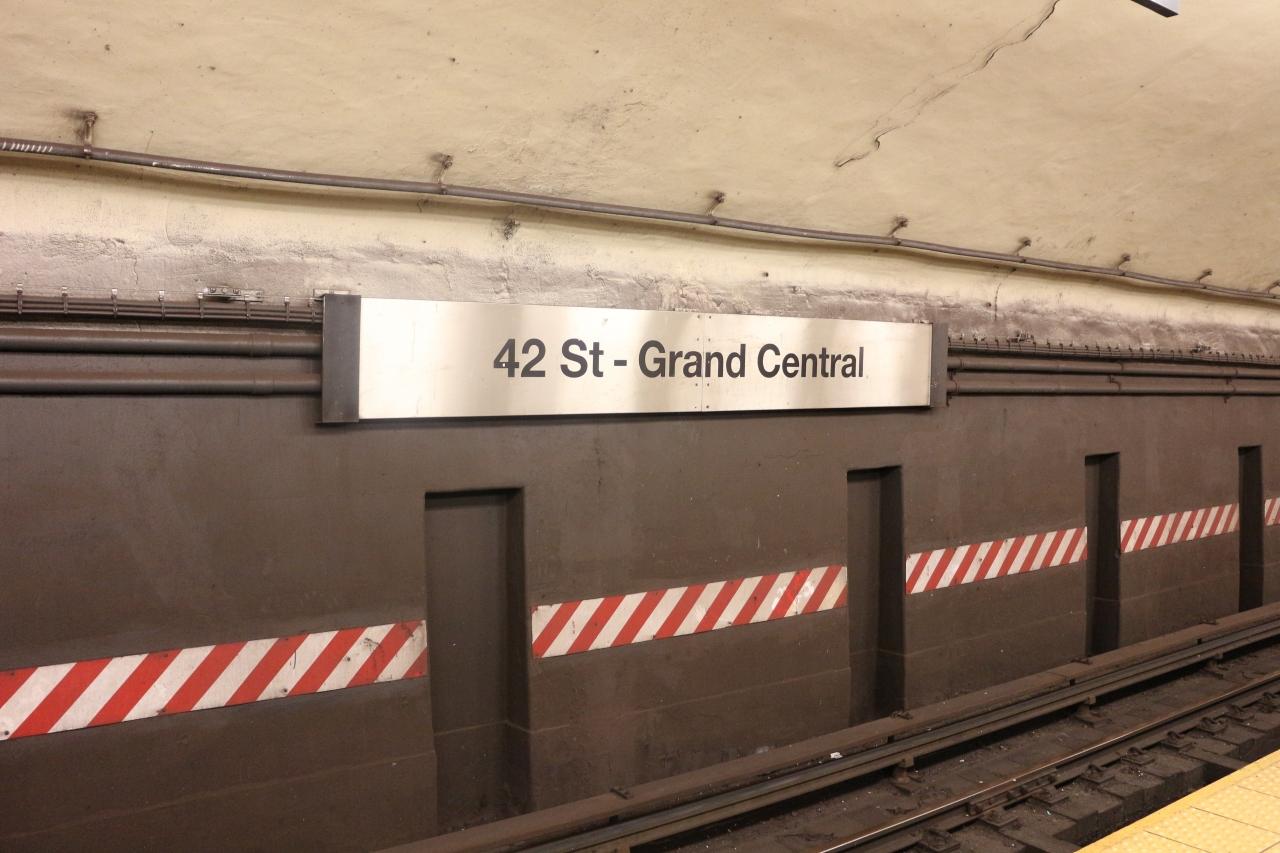 42 St - Grand Central